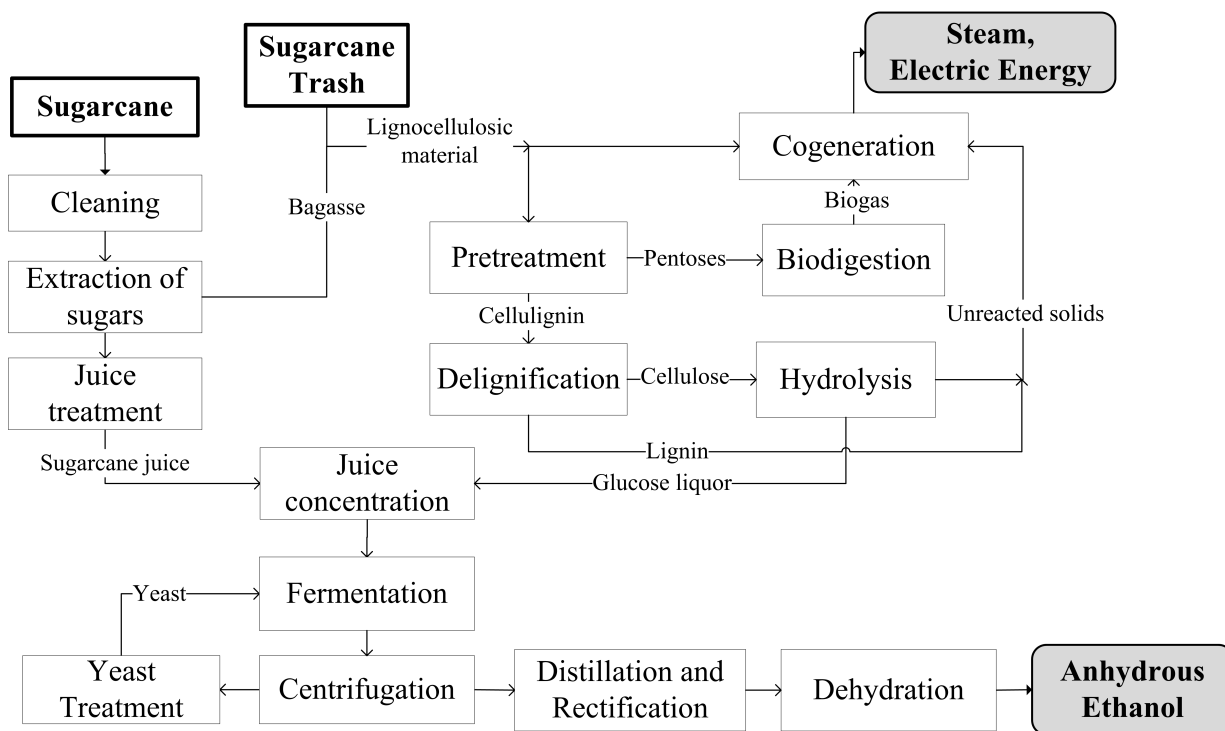 Sugarcane
Trash
Steam,
Electric Energy
Sugarcane
Lignocellulosic
material
Cogeneration
Cleaning
Bagasse
Biogas
Pretreatment
Pentoses
Biodigestion
Extraction of
sugars
Cellulignin
Unreacted solids
Juice
treatment
Delignification
Cellulose
Hydrolysis
Sugarcane juice
Juice
concentration
Lignin
Glucose liquor
Yeast
Fermentation
Yeast
Treatment
Centrifugation
Distillation and
Rectification
Dehydration
Anhydrous
Ethanol